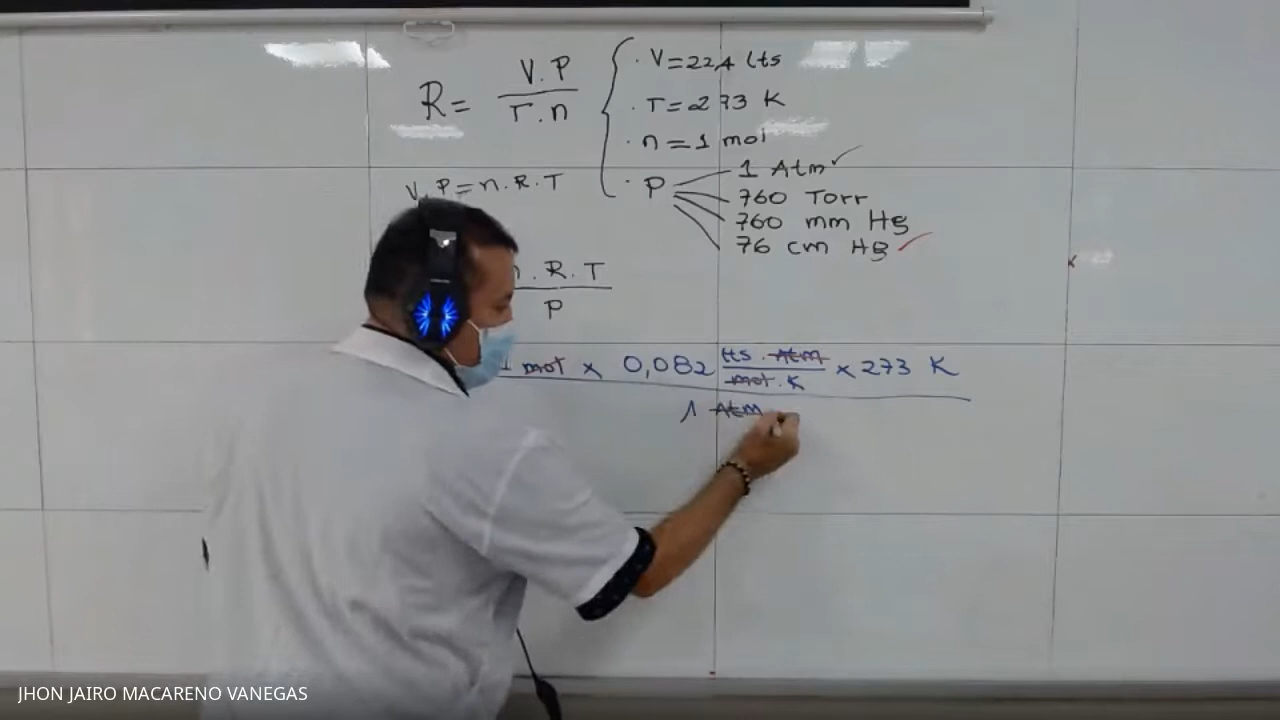 R = V.P / T.n
· V = 22,4 Lts
· T = 273 K
· n = 1 mol
· P
1 Atm ✓
760 Torr
760 mm Hg
76 cm Hg ✓
V.P = n.R.T
n.R.T / P
1 mol x 0,082 Lts.Atm / mol.K x 273 K
1 Atm
JHON JAIRO MACARENO VANEGAS